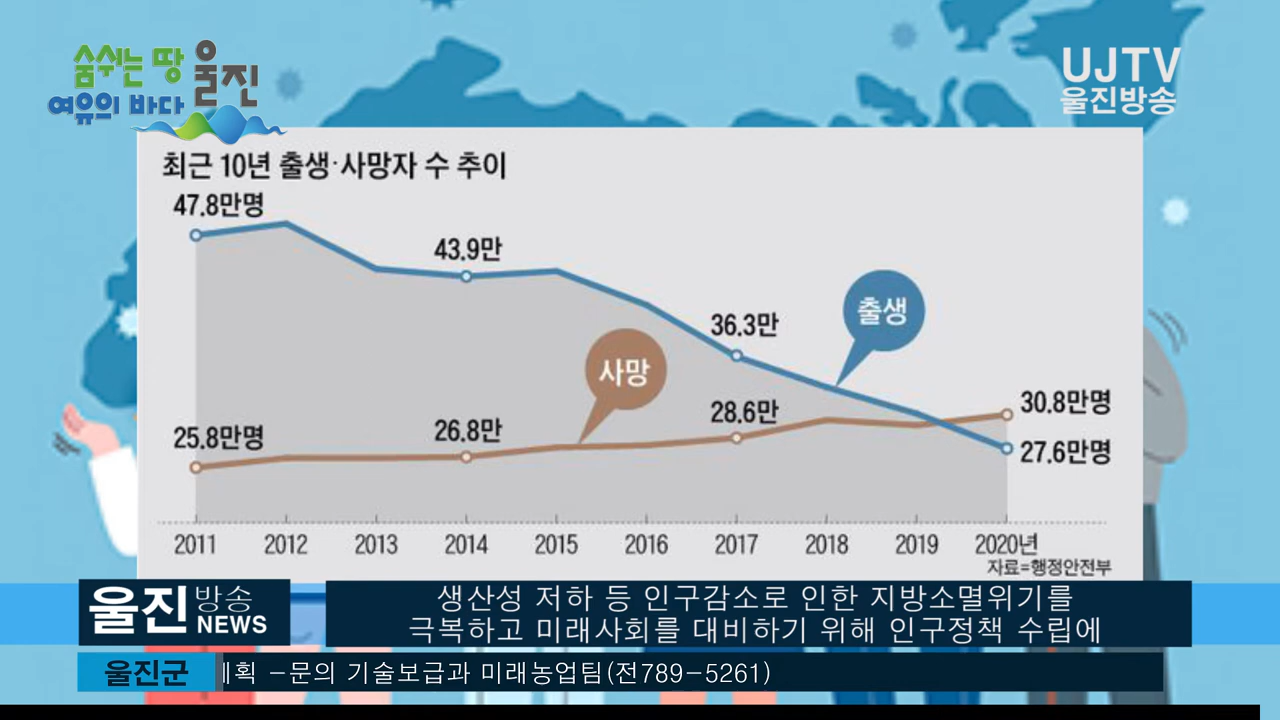 숨쉬는 땅 울진
여유의 바다
UJTV
울진방송
최근 10년 출생·사망자 수 추이
47.8만명
43.9만
36.3만
출생
사망
30.8만명
28.6만
26.8만
25.8만명
27.6만명
2011 2012 2013 2014 2015 2016 2017 2018 2019 2020년
자료=행정안전부
울진방송 NEWS
생산성 저하 등 인구감소로 인한 지방소멸위기를
극복하고 미래사회를 대비하기 위해 인구정책 수립에
울진군 획 -문의 기술보급과 미래농업팀(전789-5261)